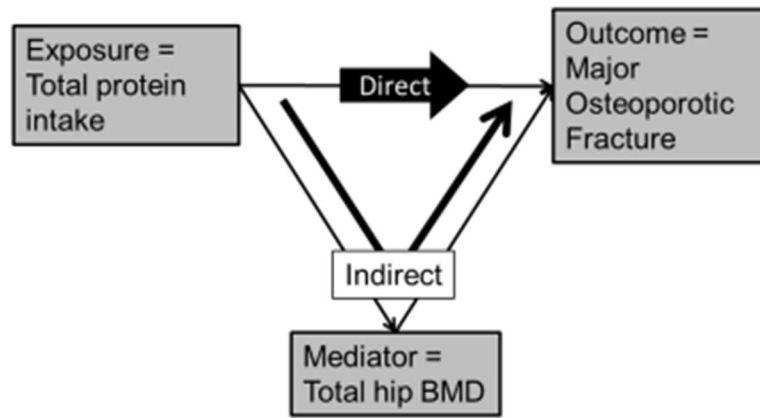 Exposure =
Total protein
intake
Direct
Outcome =
Major
Osteoporotic
Fracture
Indirect
Mediator =
Total hip BMD